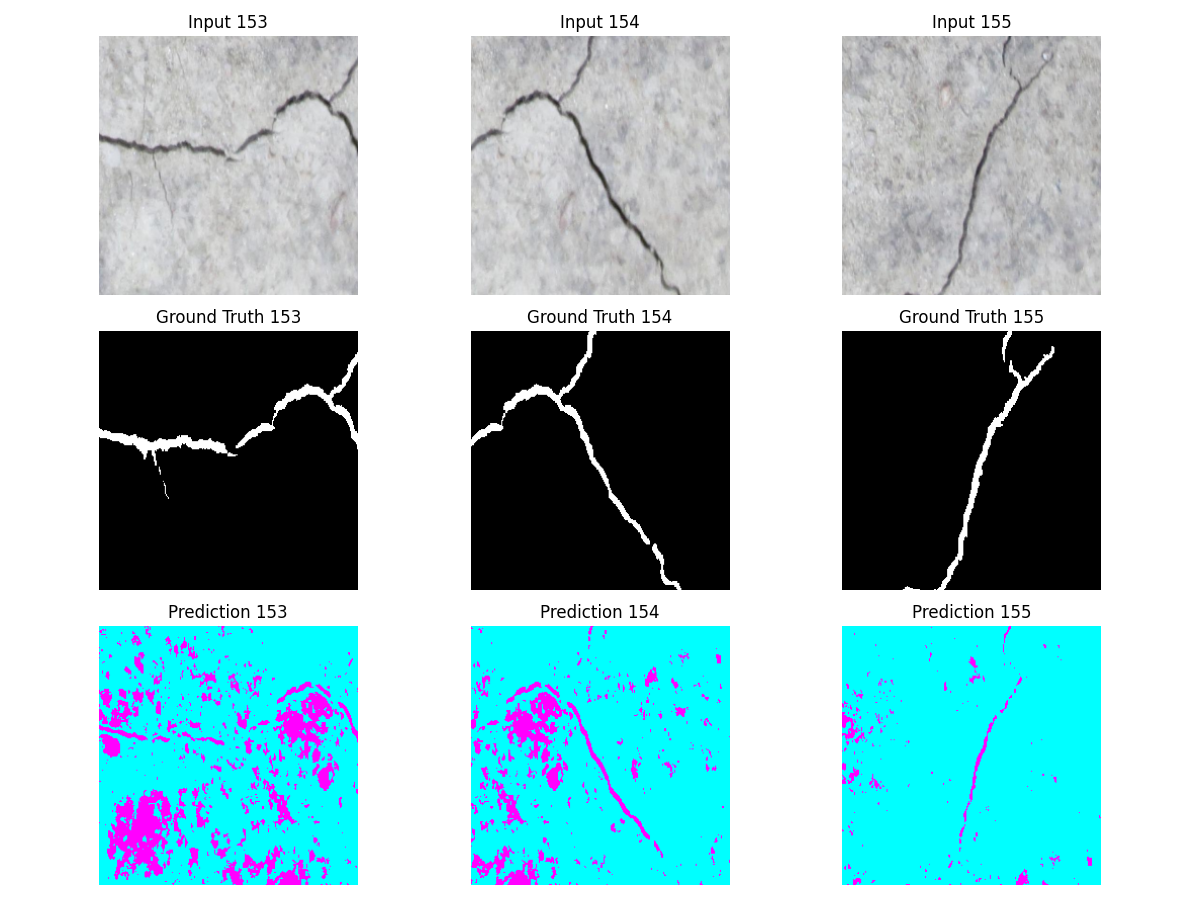 Input 153
Input 154
Input 155
Ground Truth 153
Ground Truth 154
Ground Truth 155
Prediction 153
Prediction 154
Prediction 155